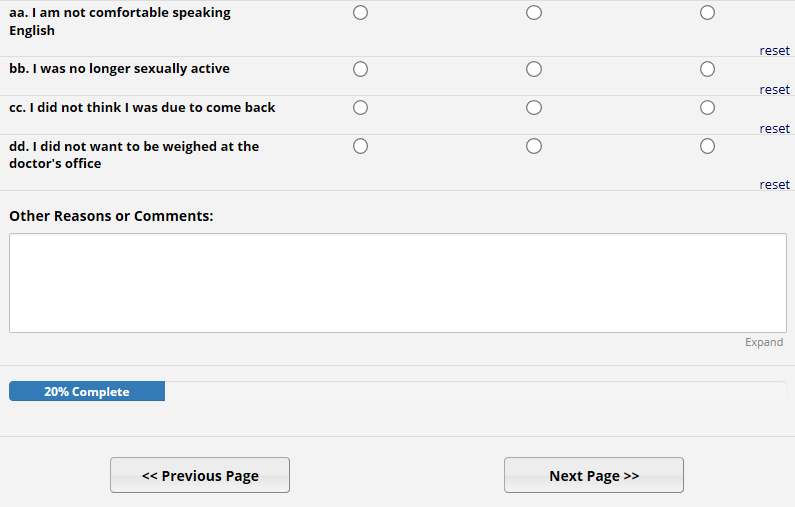 aa. I am not comfortable speaking
English
reset
bb. I was no longer sexually active
reset
cc. I did not think I was due to come back
reset
dd. I did not want to be weighed at the
doctor's office
reset
Other Reasons or Comments:
Expand
20% Complete
<< Previous Page
Next Page >>